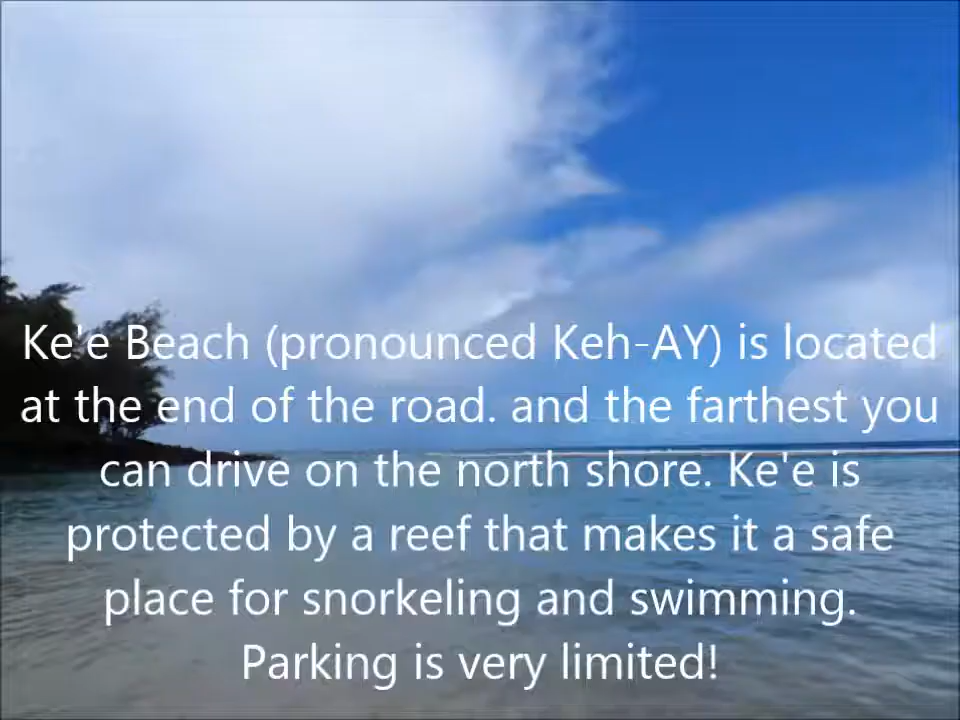 Ke'e Beach (pronounced Keh-AY) is located
at the end of the road. and the farthest you
can drive on the north shore. Ke'e is
protected by a reef that makes it a safe
place for snorkeling and swimming.
Parking is very limited!